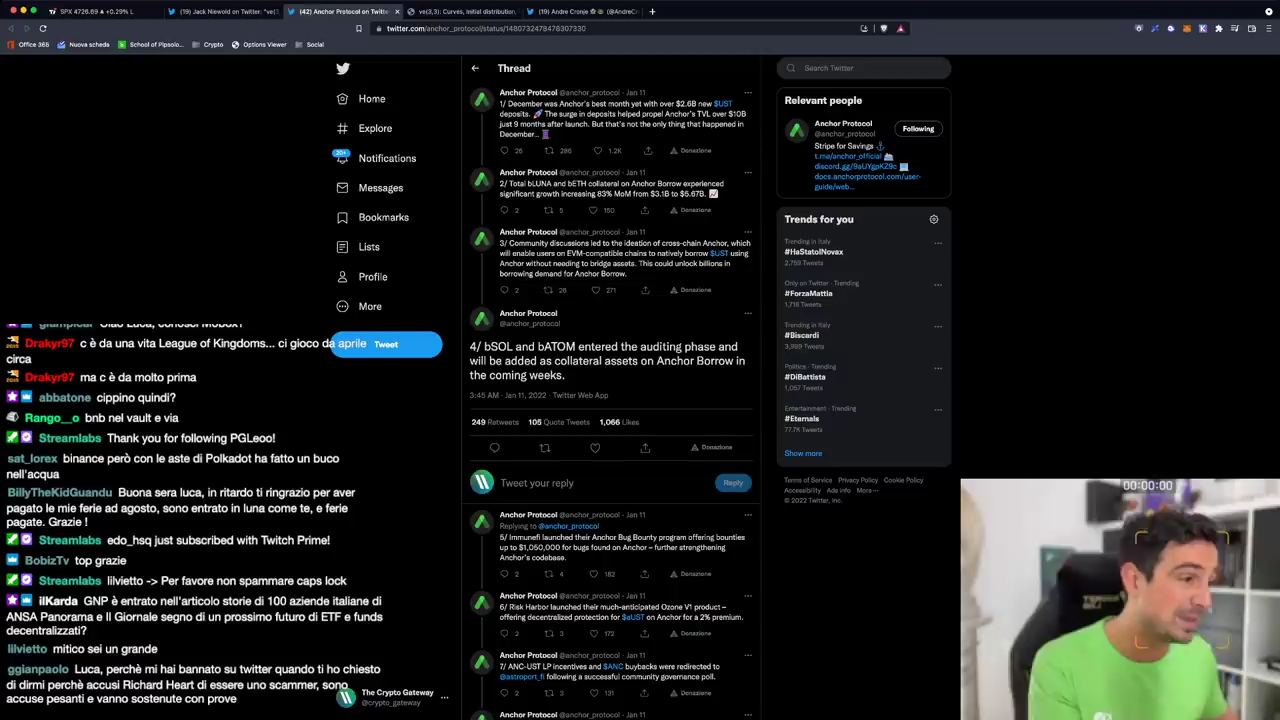 SPX 4726.69 ▲ +0.29% L
(19) Jack Niewold on Twitter: "ve(3
(42) Anchor Protocol on Twitte
ve(3,3): Curves, Initial distribution,
(19) Andre Cronje
twitter.com/anchor_protocol/status/1480732478478307330
Office 365
Nuova scheda
School of Pipsolo...
Crypto
Options Viewer
Social
Home
Explore
20+
Notifications
Messages
Bookmarks
Lists
Profile
More
Tweet
Thread
Anchor Protocol @anchor_protocol · Jan 11
1/ December was Anchor's best month yet with over $2.6B new $UST
deposits. 🚀 The surge in deposits helped propel Anchor's TVL over $10B
just 9 months after launch. But that's not the only thing that happened in
December... 🧵
26 286 1.2K Donazione
Anchor Protocol @anchor_protocol · Jan 11
2/ Total bLUNA and bETH collateral on Anchor Borrow experienced
significant growth increasing 83% MoM from $3.1B to $5.67B. 📈
2 5 150 Donazione
Anchor Protocol @anchor_protocol · Jan 11
3/ Community discussions led to the ideation of cross-chain Anchor, which
will enable users on EVM-compatible chains to natively borrow $UST using
Anchor without needing to bridge assets. This could unlock billions in
borrowing demand for Anchor Borrow.
2 26 271 Donazione
Anchor Protocol
@anchor_protocol
4/ bSOL and bATOM entered the auditing phase and
will be added as collateral assets on Anchor Borrow in
the coming weeks.
3:45 AM · Jan 11, 2022 · Twitter Web App
249 Retweets 105 Quote Tweets 1,066 Likes
Donazione
Tweet your reply
Reply
Anchor Protocol @anchor_protocol · Jan 11
Replying to @anchor_protocol
5/ Immunefi launched their Anchor Bug Bounty program offering bounties
up to $1,050,000 for bugs found on Anchor – further strengthening
Anchor's codebase.
2 4 182 Donazione
Anchor Protocol @anchor_protocol · Jan 11
6/ Risk Harbor launched their much-anticipated Ozone V1 product –
offering decentralized protection for $aUST on Anchor for a 2% premium.
2 3 172 Donazione
Anchor Protocol @anchor_protocol · Jan 11
7/ ANC-UST LP incentives and $ANC buybacks were redirected to
@astroport_fi following a successful community governance poll.
2 3 131 Donazione
Anchor Protocol @anchor_protocol · Jan 11
Search Twitter
Relevant people
Anchor Protocol
@anchor_protocol
Following
Stripe for Savings ⚓
t.me/anchor_official
discord.gg/9aUYgpKZ9c
docs.anchorprotocol.com/user-
guide/web...
Trends for you
Trending in Italy
#HaStatoINovax
2,759 Tweets
Only on Twitter · Trending
#ForzaMattia
1,718 Tweets
Trending in Italy
#Biscardi
3,999 Tweets
Politics · Trending
#DiBattista
1,057 Tweets
Entertainment · Trending
#Eternals
77.7K Tweets
Show more
Terms of Service Privacy Policy Cookie Policy
Accessibility Ads info More ···
© 2022 Twitter, Inc.
giampicar Ciao Luca, conosci Mobox?
Drakyr97 c è da una vita League of Kingdoms... ci gioco da aprile
circa
Drakyr97 ma c è da molto prima
abbatone cippino quindi?
Rango__o bnb nel vault e via
Streamlabs Thank you for following PGLeoo!
sat_lorex binance però con le aste di Polkadot ha fatto un buco
nell'acqua
BillyTheKidGuandu Buona sera luca, in ritardo ti ringrazio per aver
pagato le mie ferie di agosto, sono entrato in luna come te, e ferie
pagate. Grazie !
Streamlabs edo_hsq just subscribed with Twitch Prime!
BobizTv top grazie
Streamlabs lilvietto -> Per favore non spammare caps lock
ilKarda GNP è entrato nell'articolo storie di 100 aziende italiane di
ANSA Panorama e Il Giornale segno di un prossimo futuro di ETF e funds
decentralizzati?
lilvietto mitico sei un grande
ggianpaolo Luca, perchè mi hai bannato su twitter quando ti ho chiesto
di dirmi perchè accusi Richard Heart di essere uno scammer, sono
accuse pesanti e vanno sostenute con prove
The Crypto Gateway
@crypto_gateway
00:00:00